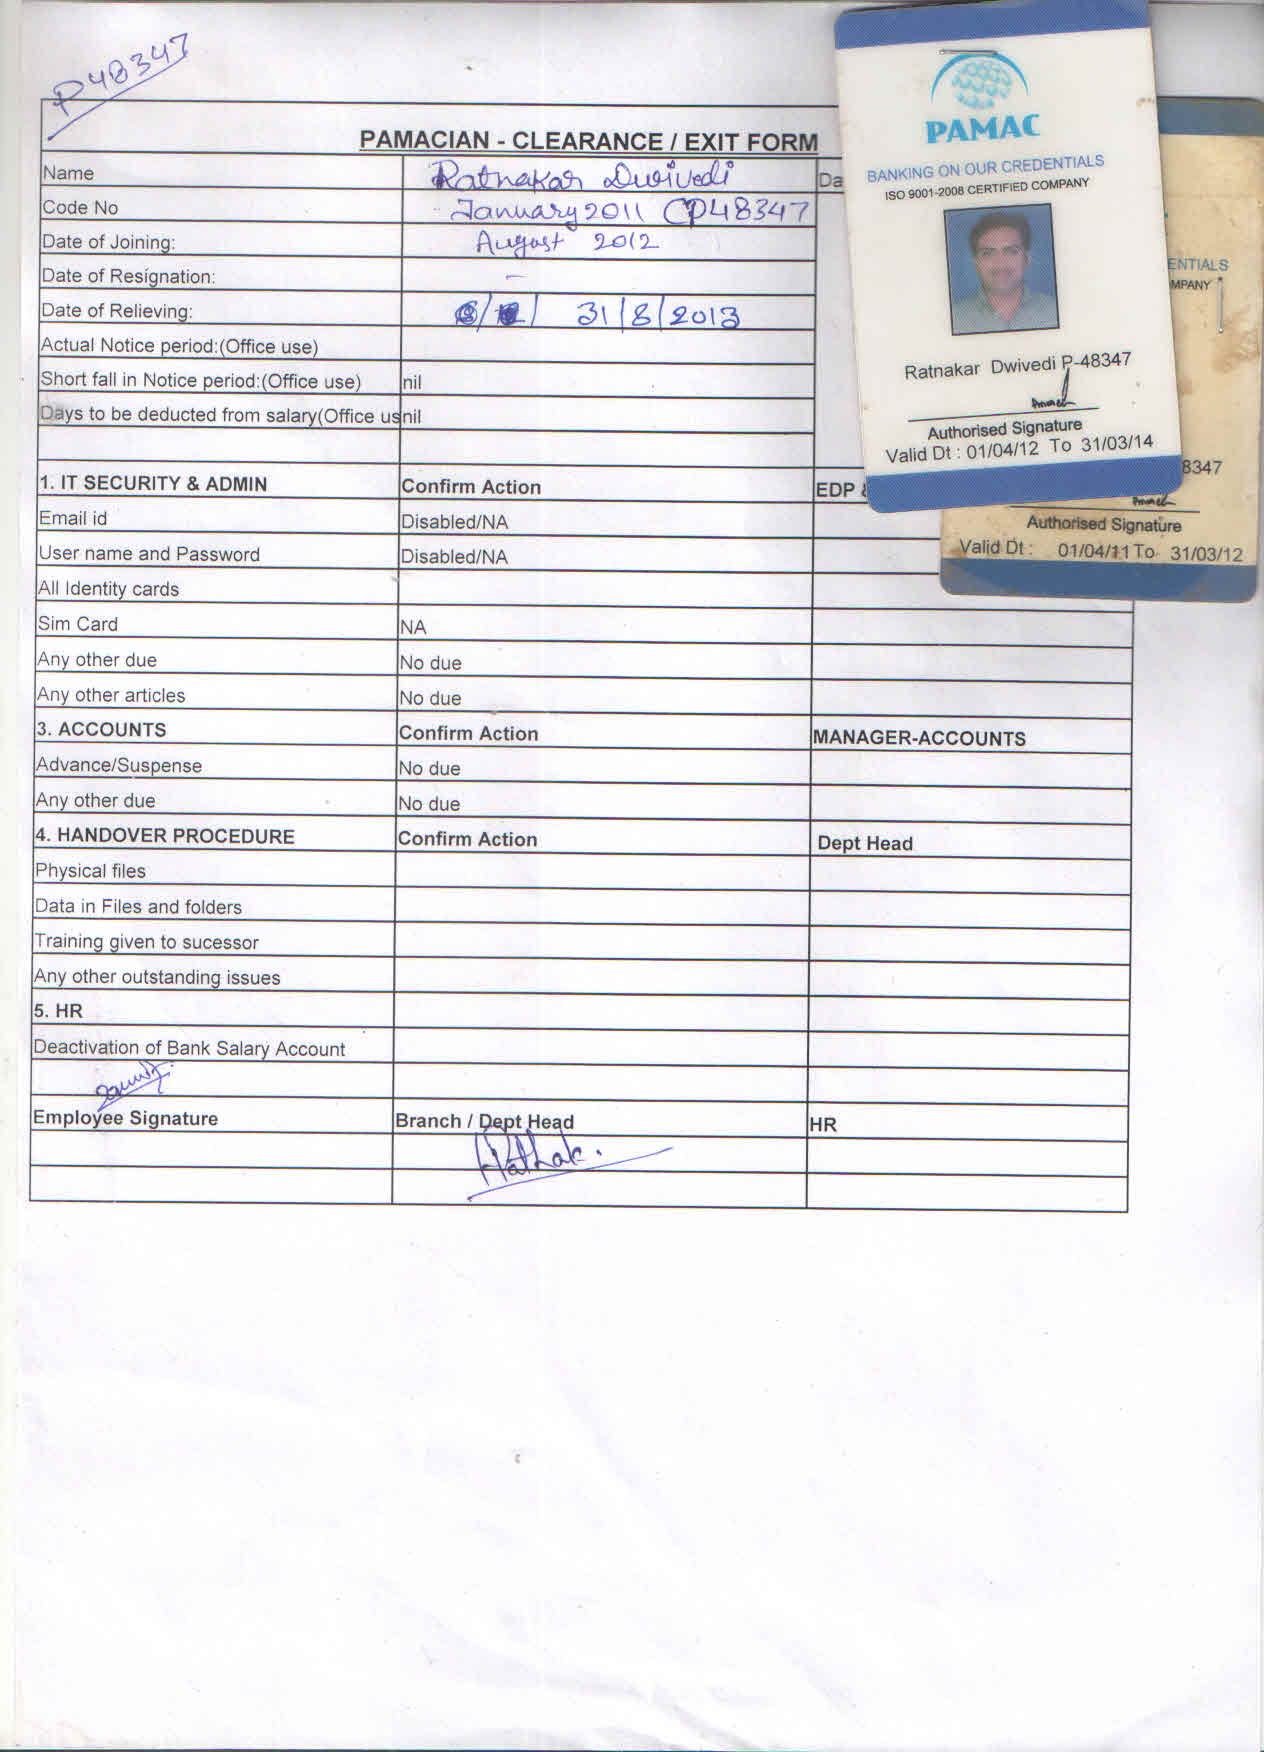 P48347
PAMACIAN - CLEARANCE / EXIT FORM
Name Ratnakar Dwivedi Da
Code No January 2011 (P48347
Date of Joining: August 2012
Date of Resignation: -
Date of Relieving: 31/8/2013
Actual Notice period:(Office use)
Short fall in Notice period:(Office use) nil
Days to be deducted from salary(Office us nil
1. IT SECURITY & ADMIN Confirm Action EDP &
Email id Disabled/NA
User name and Password Disabled/NA
All Identity cards
Sim Card NA
Any other due No due
Any other articles No due
3. ACCOUNTS Confirm Action MANAGER-ACCOUNTS
Advance/Suspense No due
Any other due No due
4. HANDOVER PROCEDURE Confirm Action Dept Head
Physical files
Data in Files and folders
Training given to sucessor
Any other outstanding issues
5. HR
Deactivation of Bank Salary Account
Employee Signature Branch / Dept Head HR
HPathak.
PAMAC
BANKING ON OUR CREDENTIALS
ISO 9001-2008 CERTIFIED COMPANY
Ratnakar Dwivedi P-48347
Authorised Signature
Valid Dt : 01/04/12 To 31/03/14
ENTIALS
MPANY
8347
Authorised Signature
Valid Dt : 01/04/11 To 31/03/12